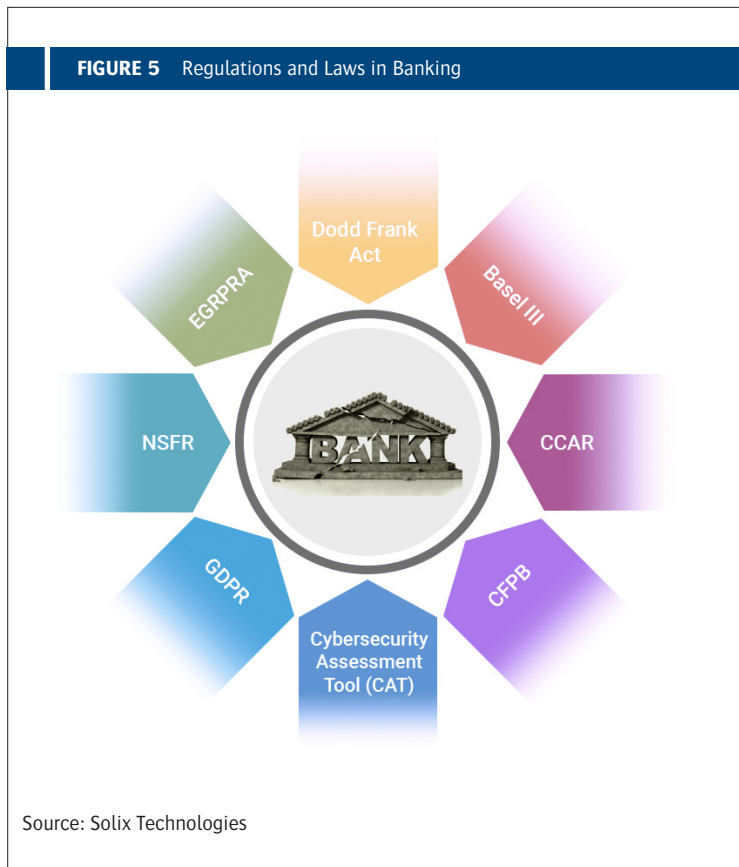 FIGURE 5 Regulations and Laws in Banking
Dodd Frank
Act
Basel III
CCAR
CFPB
Cybersecurity
Assessment
Tool (CAT)
GDPR
NSFR
EGRPRA
BANK
Source: Solix Technologies